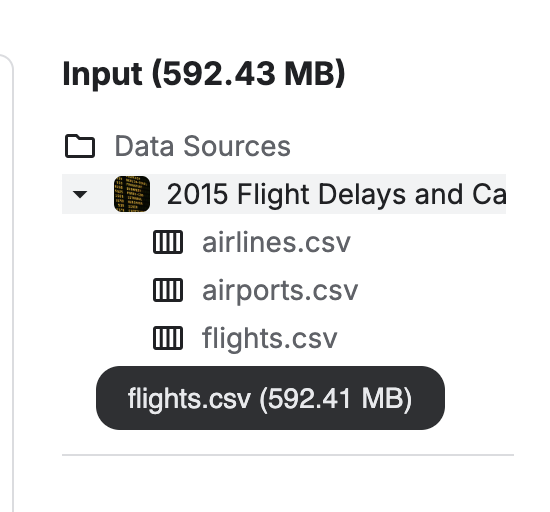 Input (592.43 MB)
Data Sources
2015 Flight Delays and Ca
airlines.csv
airports.csv
flights.csv
flights.csv (592.41 MB)